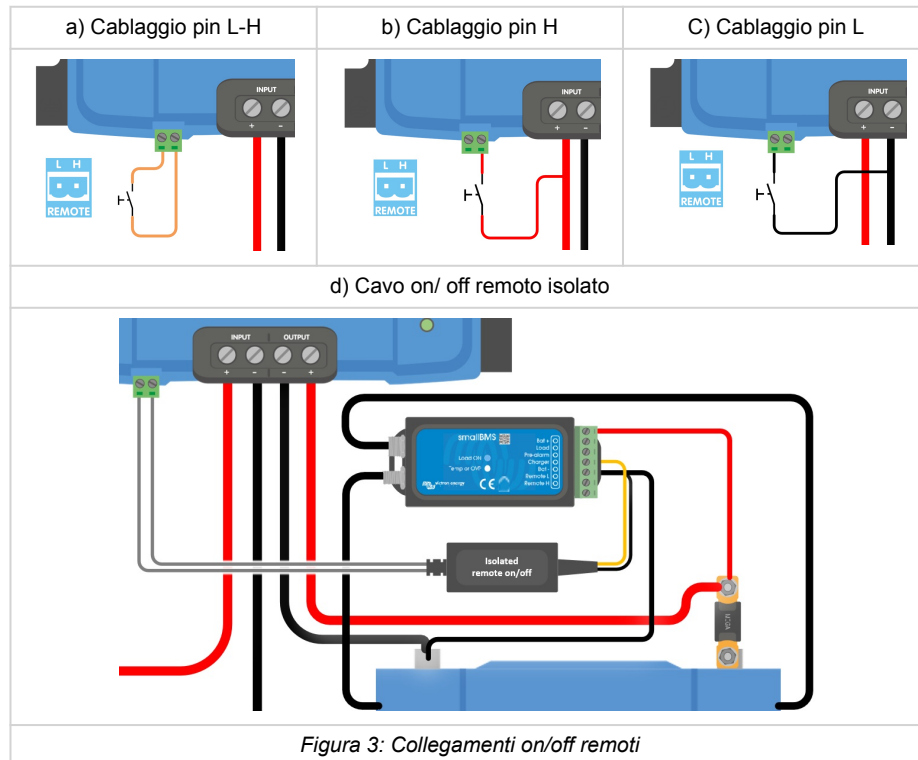 a) Cablaggio pin L-H
b) Cablaggio pin H
C) Cablaggio pin L
INPUT
+ -
L H
REMOTE
INPUT
+ -
L H
REMOTE
INPUT
+ -
L H
REMOTE
d) Cavo on/ off remoto isolato
INPUT OUTPUT
+ - - +
smallBMS
Load ON
Temp or OVP
victron energy
CE
Bat +
Load
Pre-alarm
Charger
Bat -
Remote L
Remote H
Isolated
remote on/off
Figura 3: Collegamenti on/off remoti